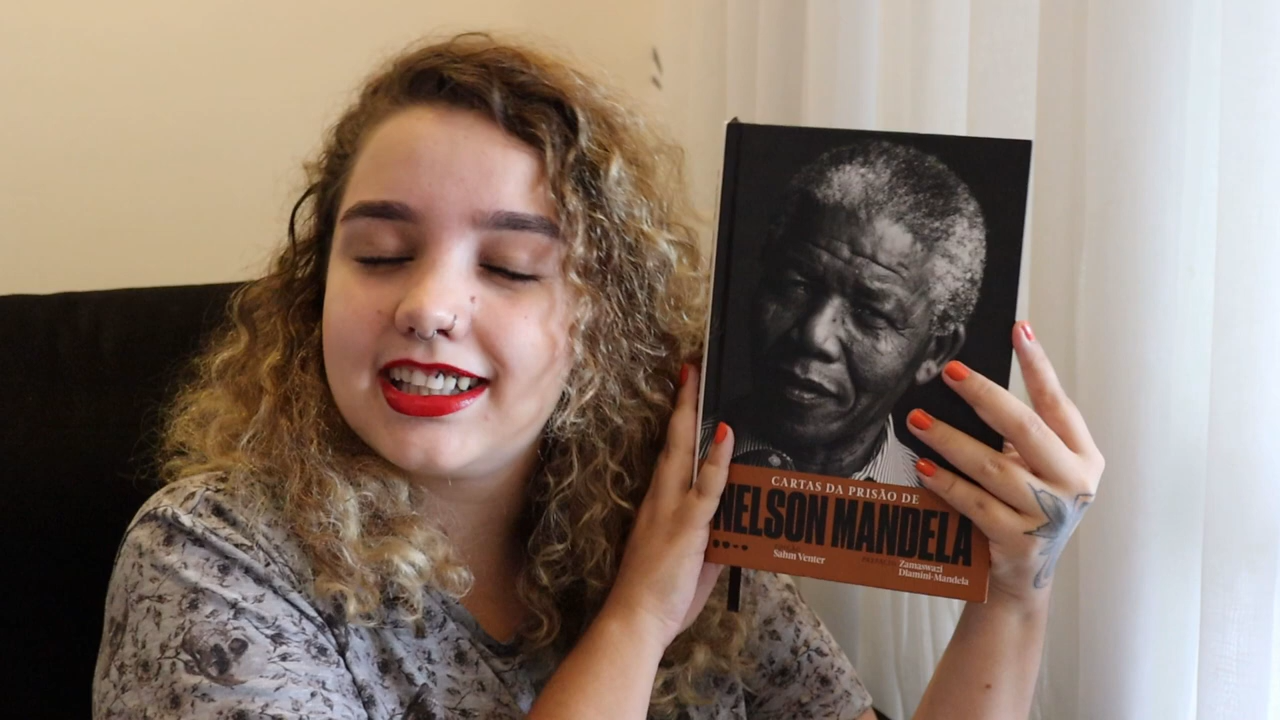 CARTAS DA PRISÃO DE
NELSON MANDELA
Sahm Venter
Zamaswazi
Dlamini-Mandela